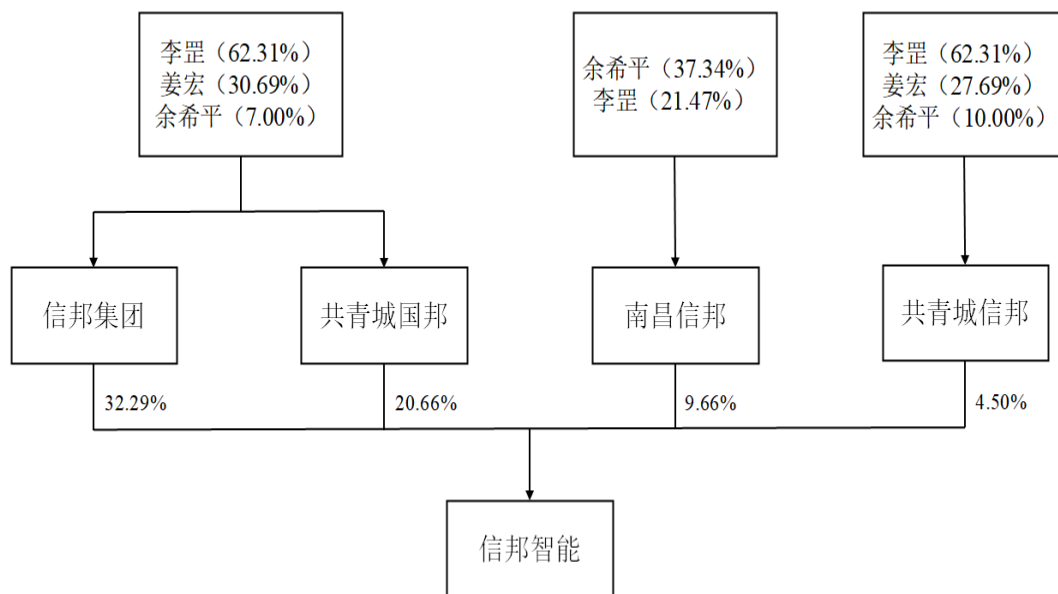 李罡（62.31%）
姜宏（30.69%）
余希平（7.00%）
余希平（37.34%）
李罡（21.47%）
李罡（62.31%）
姜宏（27.69%）
余希平（10.00%）
信邦集团
共青城国邦
南昌信邦
共青城信邦
32.29%
20.66%
9.66%
4.50%
信邦智能